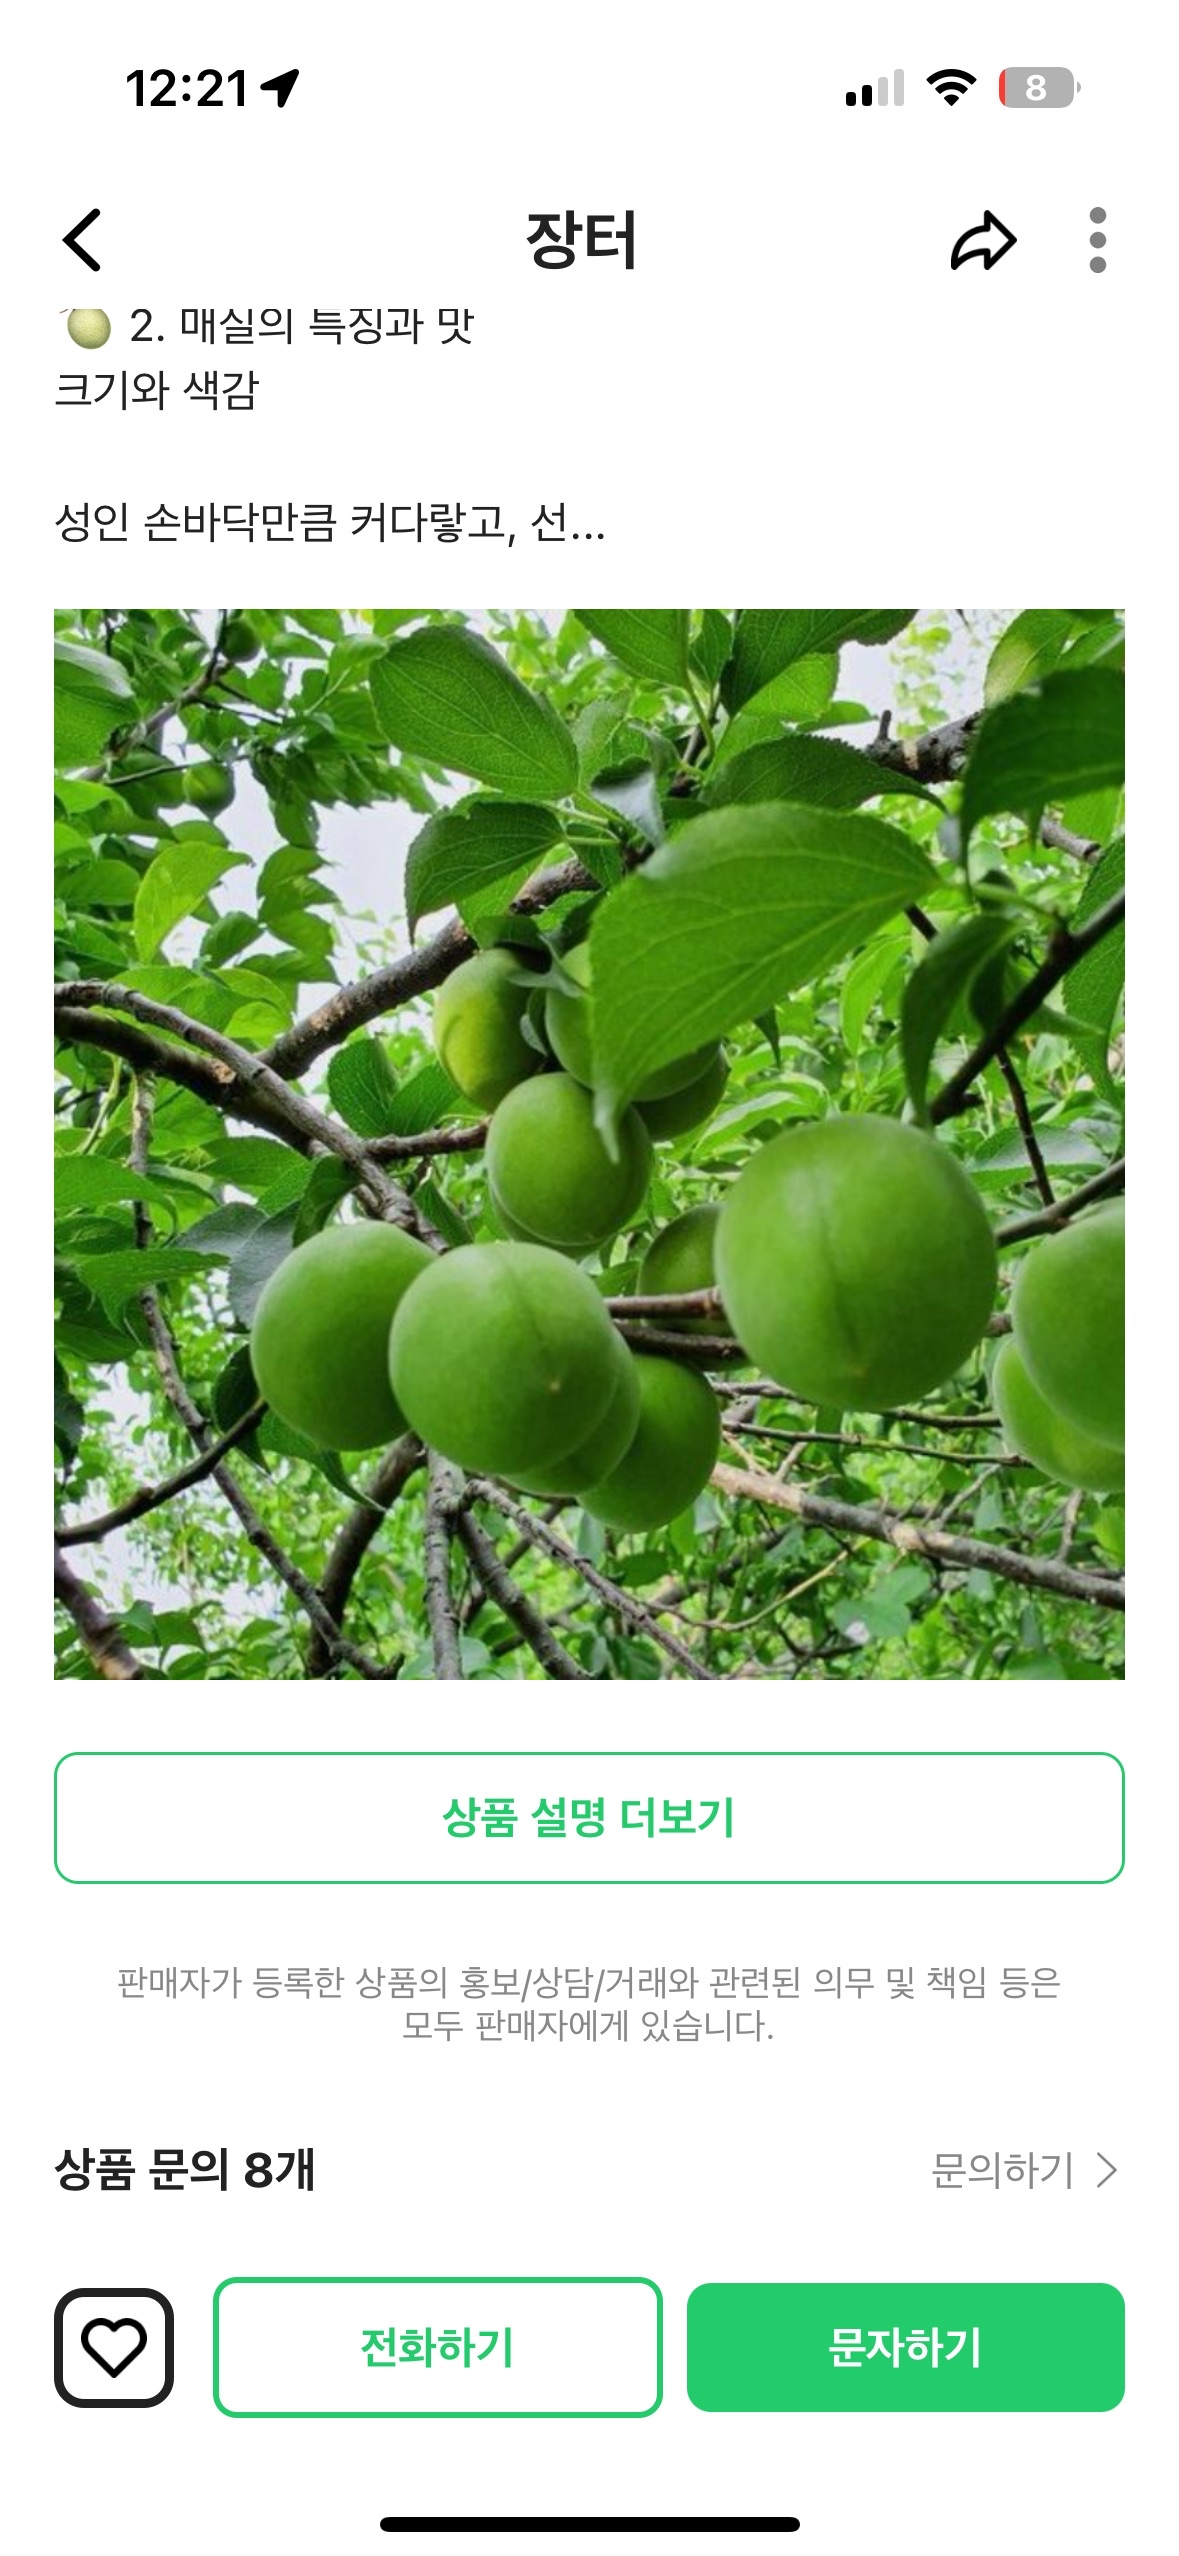 12:21
8
장터
2. 매실의 특징과 맛
크기와 색감
성인 손바닥만큼 커다랗고, 선...
상품 설명 더보기
판매자가 등록한 상품의 홍보/상담/거래와 관련된 의무 및 책임 등은
모두 판매자에게 있습니다.
상품 문의 8개
문의하기
전화하기
문자하기